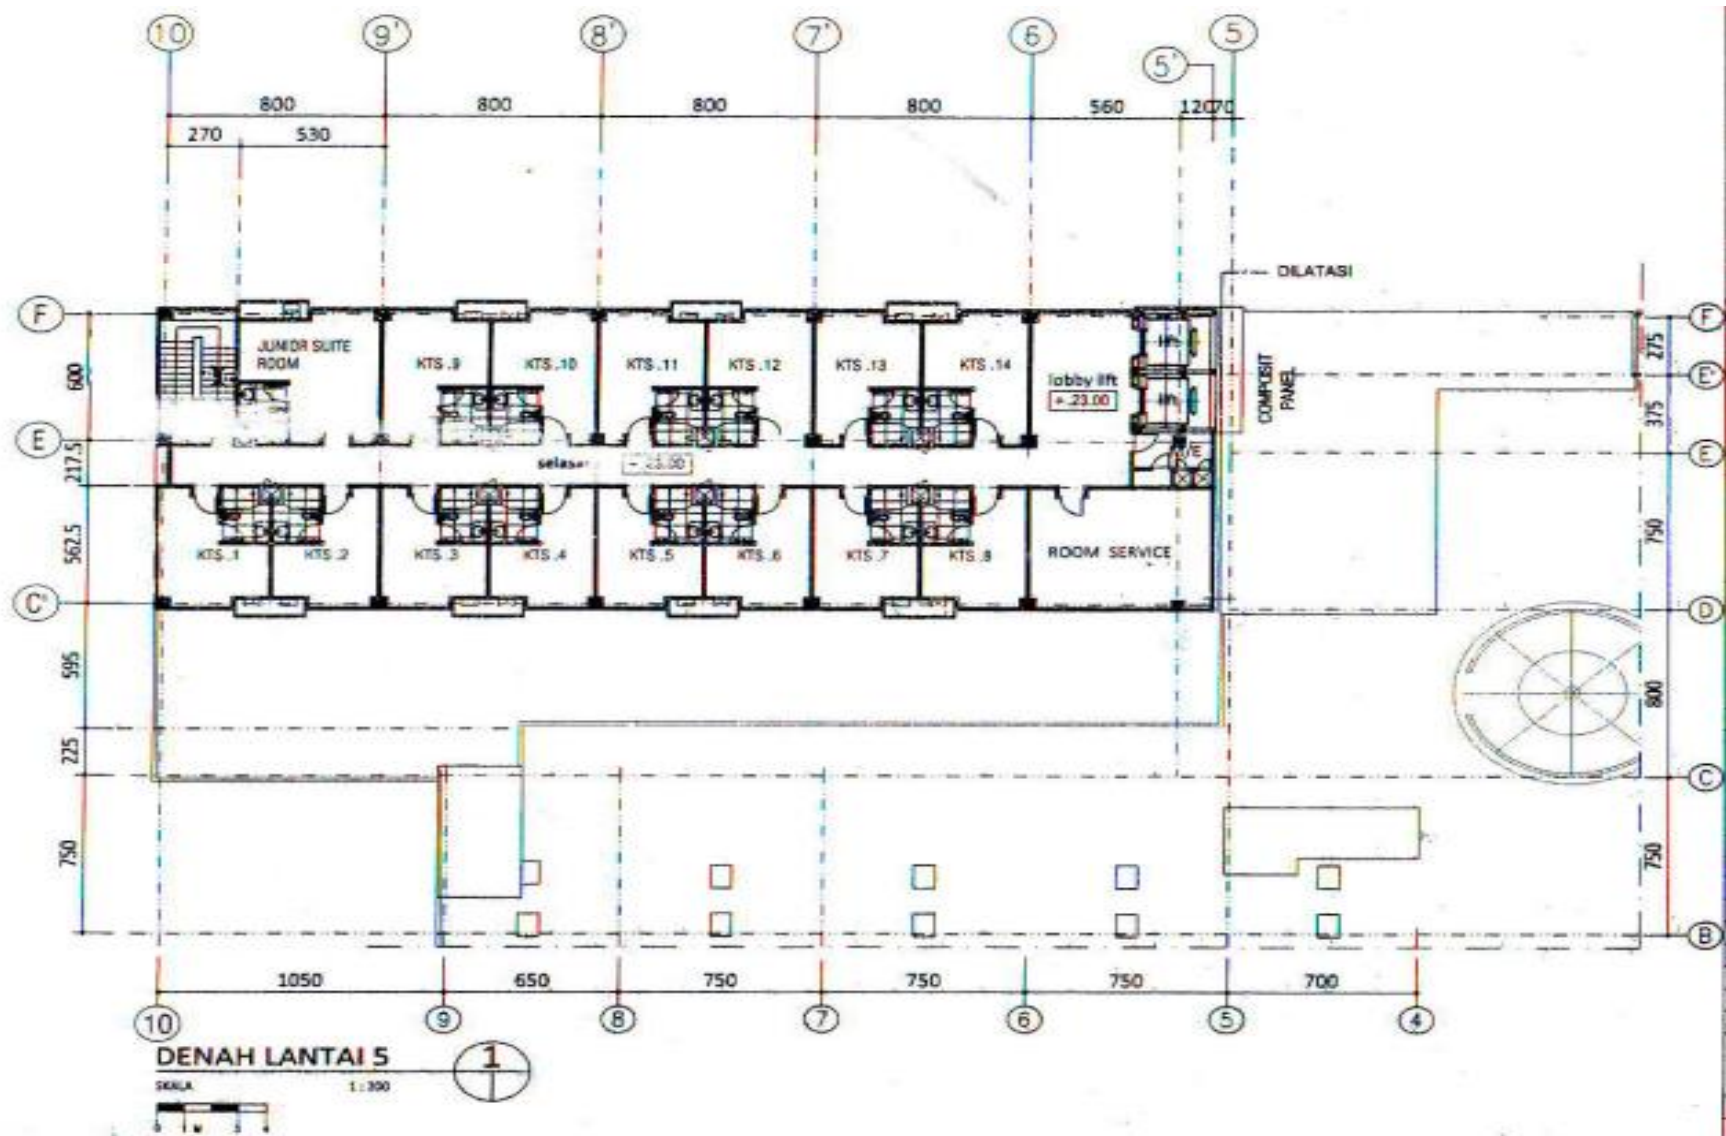 10 9' 8' 7' 6 5
5'
800 800 800 800 560 120 70
270 530
DILATASI
F F
JUNIOR SUITE
ROOM
KTS .9 KTS .10 KTS .11 KTS .12 KTS .13 KTS .14
lobby lift
+ .23.00
lift
lift
COMPOSIT
PANEL
600
275
E'
375
E E
217.5
selasar
562.5
750
KTS .1 KTS .2 KTS .3 KTS .4 KTS .5 KTS .6 KTS .7 KTS .8
ROOM SERVICE
C' D
595
800
225
C
750
750
B
1050 650 750 750 750 700
10 9 8 7 6 5 4
DENAH LANTAI 5
1
SKALA